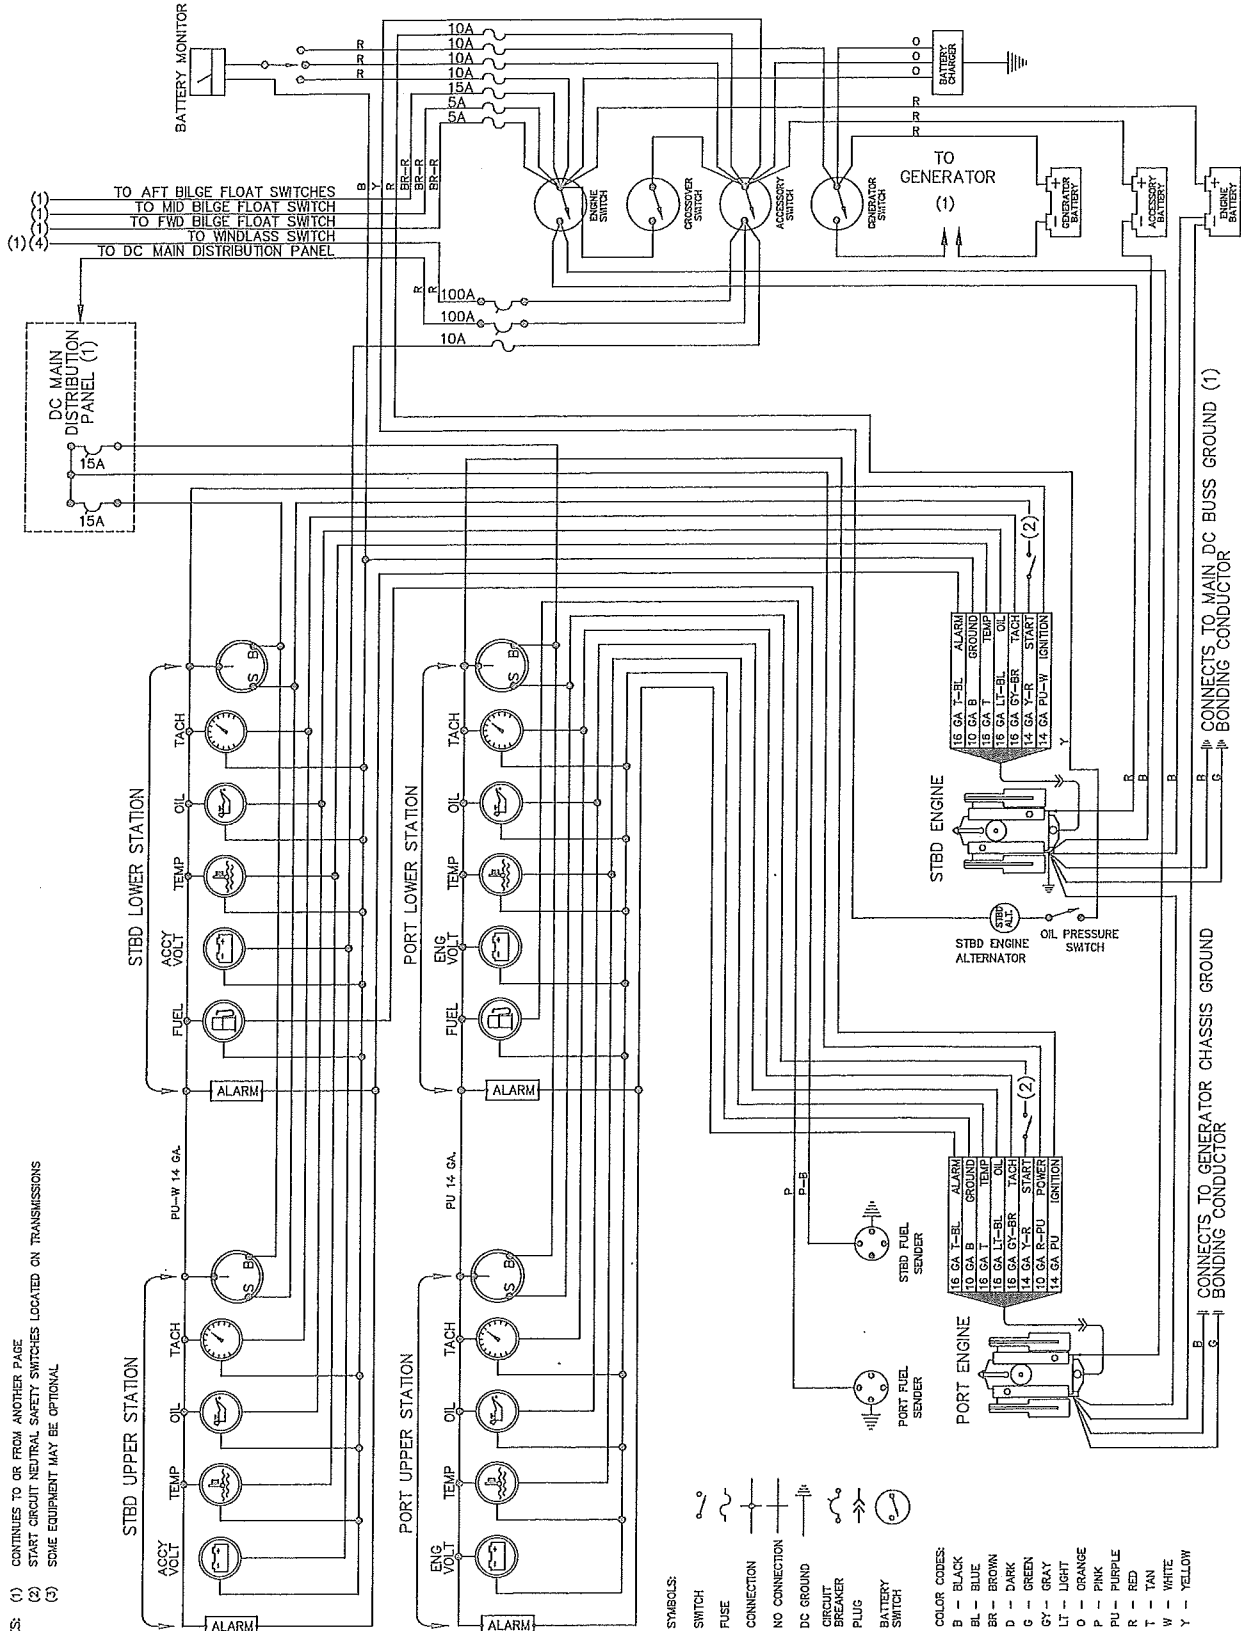 BATTERY MONITOR
R
R
R
10A
10A
10A
10A
15A
5A
5A
O
O
O
BATTERY
CHARGER
R
R
R
B
Y
R
BR-R
BR-R
BR-R
(1)
(1)
(1)
(1)(4)
TO AFT BILGE FLOAT SWITCHES
TO MID BILGE FLOAT SWITCH
TO FWD BILGE FLOAT SWITCH
TO WINDLASS SWITCH
TO DC MAIN DISTRIBUTION PANEL
ENGINE
SWITCH
CROSSOVER
SWITCH
ACCESSORY
SWITCH
GENERATOR
SWITCH
TO
GENERATOR
(1)
GENERATOR
BATTERY
ACCESSORY
BATTERY
ENGINE
BATTERY
R
R
100A
100A
10A
DC MAIN
DISTRIBUTION
PANEL (1)
15A
15A
STBD LOWER STATION
TACH
OIL
TEMP
ACCY
VOLT
FUEL
ALARM
S B
PORT LOWER STATION
TACH
OIL
TEMP
ENG
VOLT
FUEL
ALARM
S B
PU-W 14 GA.
PU 14 GA.
STBD UPPER STATION
TACH
OIL
TEMP
ACCY
VOLT
ALARM
S B
PORT UPPER STATION
TACH
OIL
TEMP
ENG
VOLT
ALARM
S B
(2)
16 GA T-BL ALARM
10 GA B GROUND
16 GA T TEMP
16 GA LT-BL OIL
16 GA GY-BR TACH
14 GA Y-R START
14 GA PU-W IGNITION
Y
STBD ENGINE
R
B
B
STBD
ALT.
STBD ENGINE
ALTERNATOR
OIL PRESSURE
SWITCH
R
G
CONNECTS TO MAIN DC BUSS GROUND (1)
BONDING CONDUCTOR
(2)
16 GA T-BL ALARM
10 GA B GROUND
16 GA T TEMP
16 GA LT-BL OIL
16 GA GY-BR TACH
14 GA Y-R START
10 GA R-PU POWER
14 GA PU IGNITION
PORT ENGINE
P
P-B
STBD FUEL
SENDER
PORT FUEL
SENDER
B
G
CONNECTS TO GENERATOR CHASSIS GROUND
BONDING CONDUCTOR
S:
(1) CONTINUES TO OR FROM ANOTHER PAGE
(2) START CIRCUIT NEUTRAL SAFETY SWITCHES LOCATED ON TRANSMISSIONS
(3) SOME EQUIPMENT MAY BE OPTIONAL
SYMBOLS:
SWITCH
FUSE
CONNECTION
NO CONNECTION
DC GROUND
CIRCUIT
BREAKER
PLUG
BATTERY
SWITCH
COLOR CODES:
B - BLACK
BL - BLUE
BR - BROWN
D - DARK
G - GREEN
GY - GRAY
LT - LIGHT
O - ORANGE
P - PINK
PU - PURPLE
R - RED
T - TAN
W - WHITE
Y - YELLOW